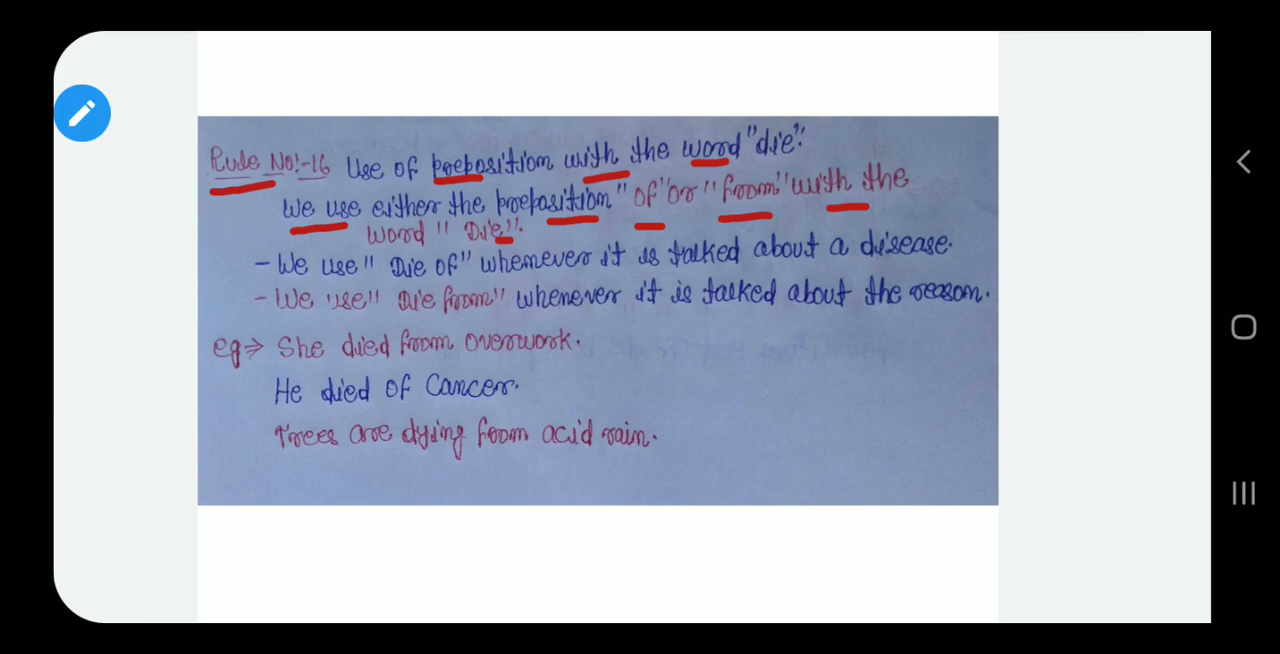 Rule No:-16 Use of preposition with the word "die".
We use either the preposition "of" or "from" with the
word "Die".
- We use "Die of" whenever it is talked about a disease.
- We use "Die from" whenever it is talked about the reason.
eg⇒ She died from overwork.
He died of Cancer.
Trees are dying from acid rain.